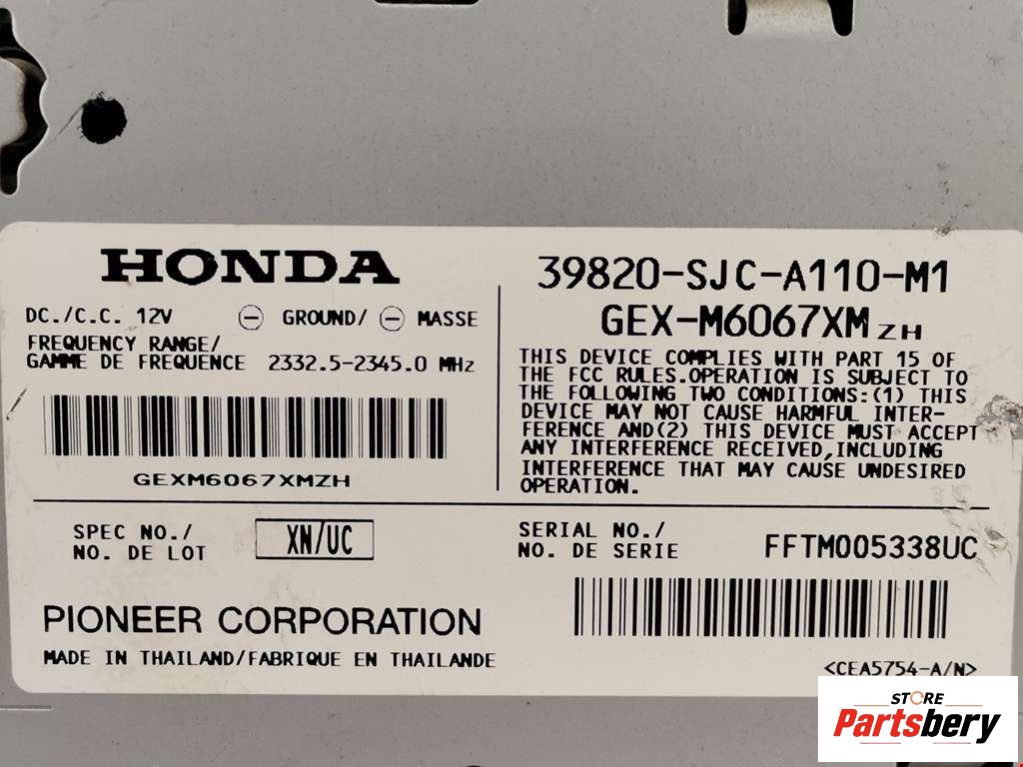 HONDA
DC./C.C. 12V ⊖ GROUND/ ⊖ MASSE
FREQUENCY RANGE/
GAMME DE FREQUENCE 2332.5-2345.0 MHz
GEXM6067XMZH
39820-SJC-A110-M1
GEX-M6067XM ZH
THIS DEVICE COMPLIES WITH PART 15 OF
THE FCC RULES.OPERATION IS SUBJECT TO
THE FOLLOWING TWO CONDITIONS:(1) THIS
DEVICE MAY NOT CAUSE HARMFUL INTER-
FERENCE AND(2) THIS DEVICE MUST ACCEPT
ANY INTERFERENCE RECEIVED,INCLUDING
INTERFERENCE THAT MAY CAUSE UNDESIRED
OPERATION.
SPEC NO./
NO. DE LOT
XN/UC
SERIAL NO./
NO. DE SERIE
FFTM005338UC
PIONEER CORPORATION
MADE IN THAILAND/FABRIQUE EN THAILANDE
<CEA5754-A/N>
STORE
Partsbery